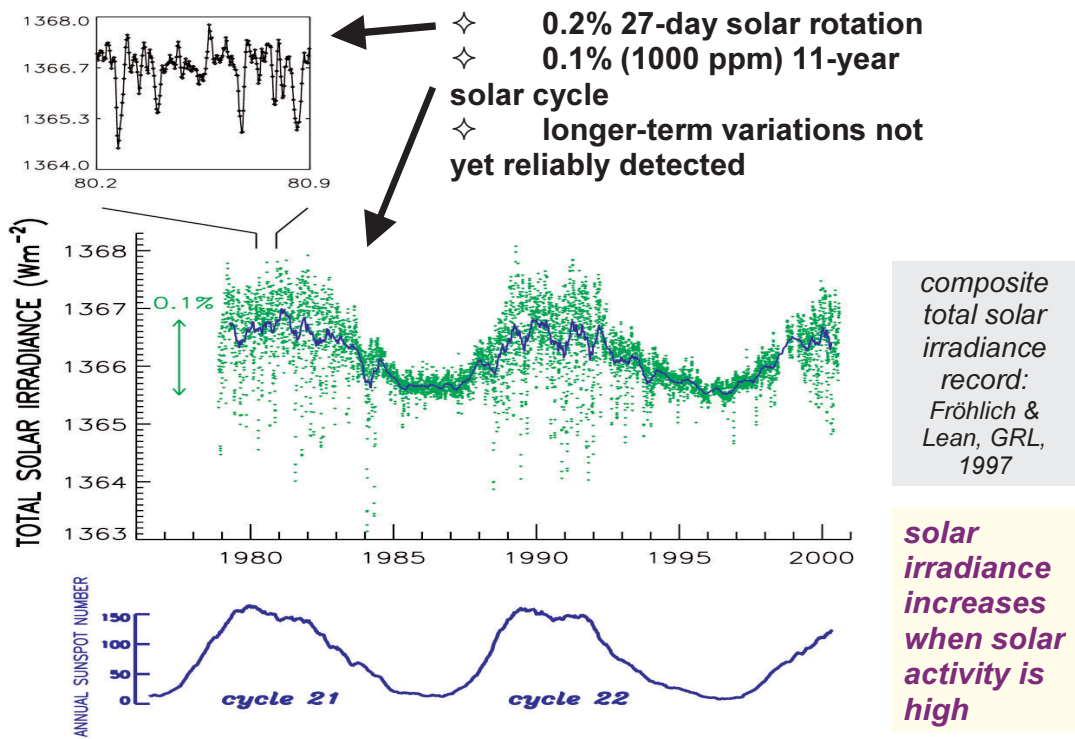 1368.0
1366.7
1365.3
1364.0
80.2 80.9
✧ 0.2% 27-day solar rotation
✧ 0.1% (1000 ppm) 11-year
solar cycle
✧ longer-term variations not
yet reliably detected
TOTAL SOLAR IRRADIANCE (Wm⁻²)
1368
1367
1366
1365
1364
1363
0.1%
1980 1985 1990 1995 2000
composite
total solar
irradiance
record:
Fröhlich &
Lean, GRL,
1997
ANNUAL SUNSPOT NUMBER
150
100
50
0
cycle 21 cycle 22
solar
irradiance
increases
when solar
activity is
high